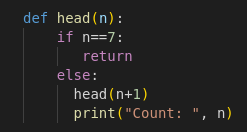 def head(n):
    if n==7:
        return
    else:
      head(n+1)
      print("Count: ", n)